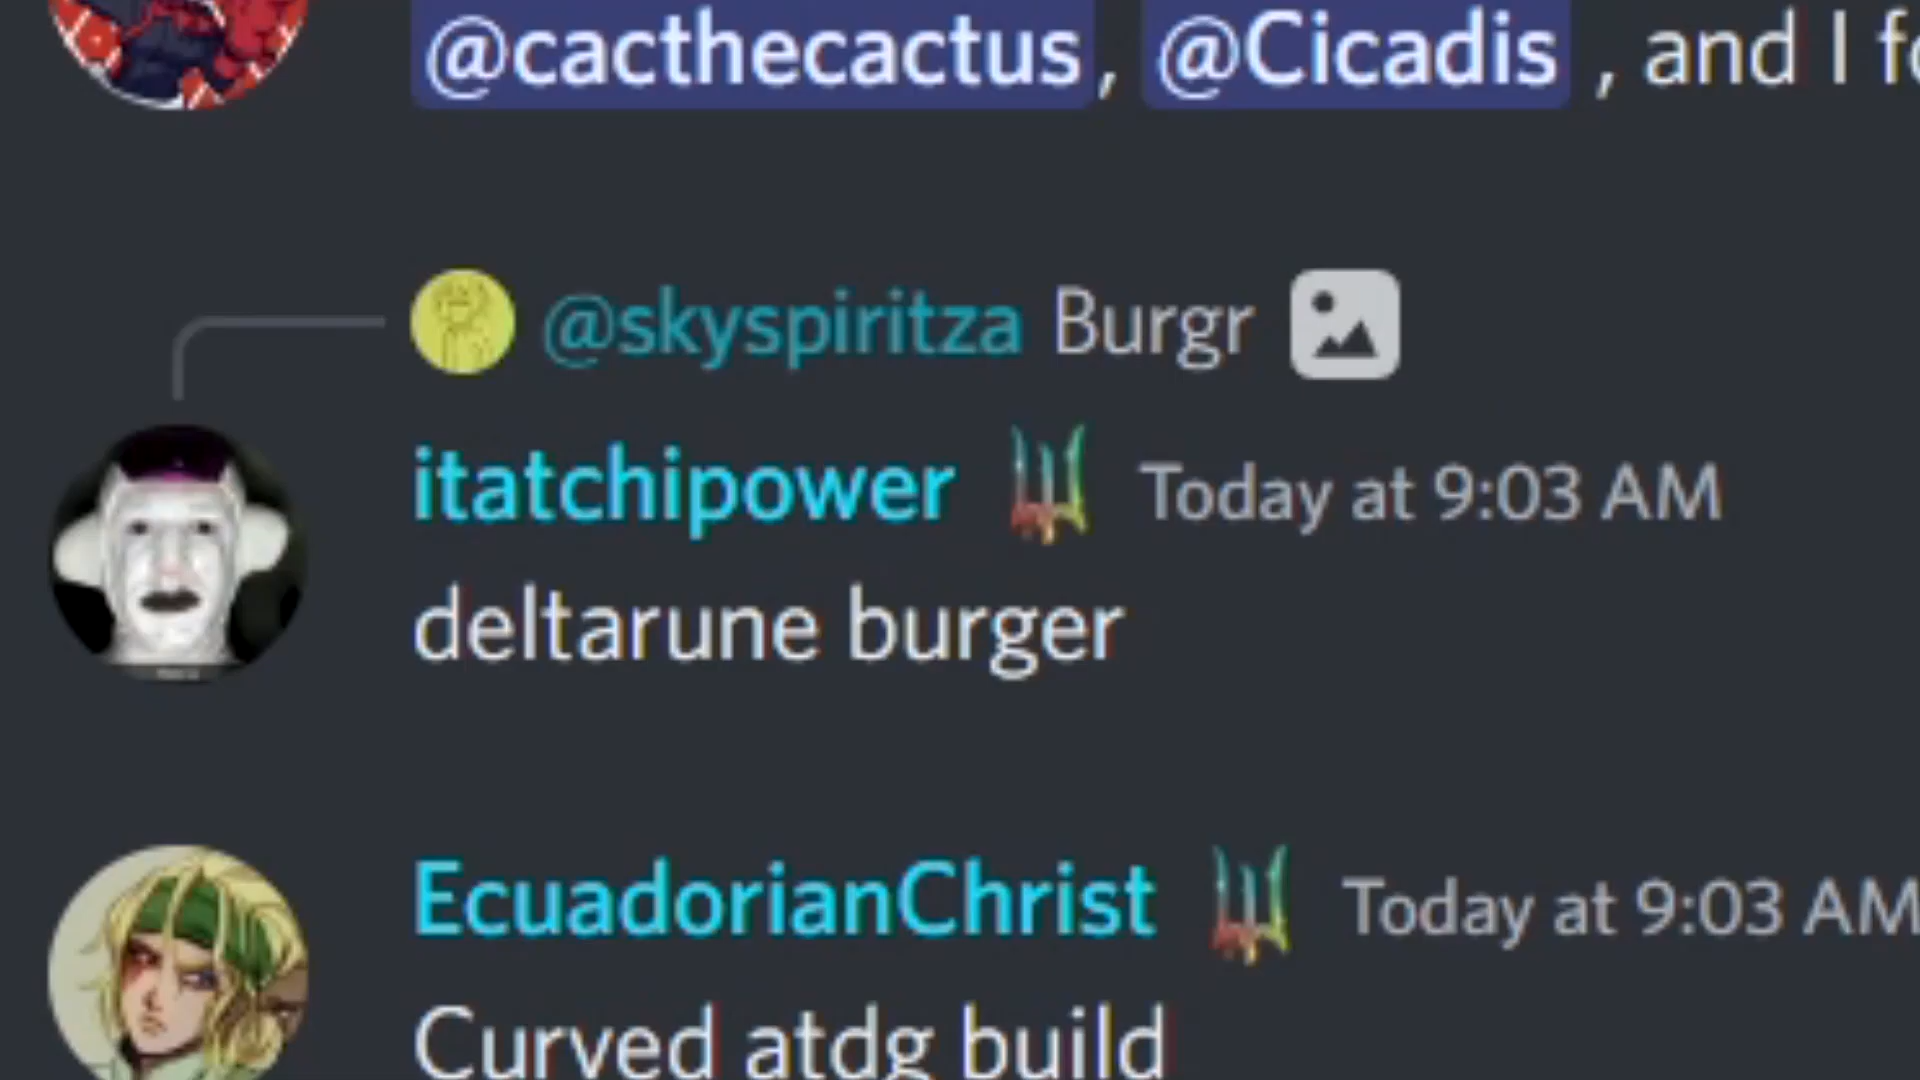 @cacthecactus, @Cicadis , and I
@skyspiritza Burgr
itatchipower Today at 9:03 AM
deltarune burger
EcuadorianChrist Today at 9:03 AM
Curved atdg build